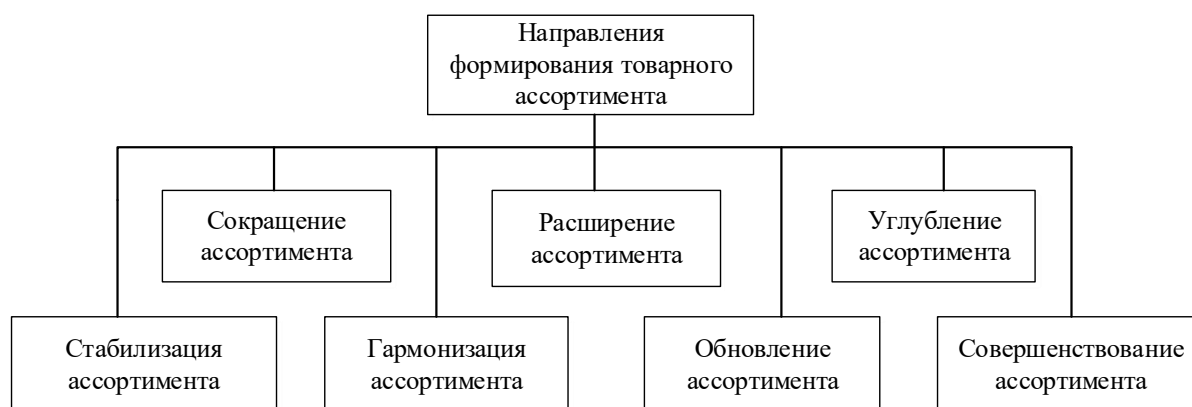 Направления
формирования товарного
ассортимента
Сокращение
ассортимента
Расширение
ассортимента
Углубление
ассортимента
Стабилизация
ассортимента
Гармонизация
ассортимента
Обновление
ассортимента
Совершенствование
ассортимента